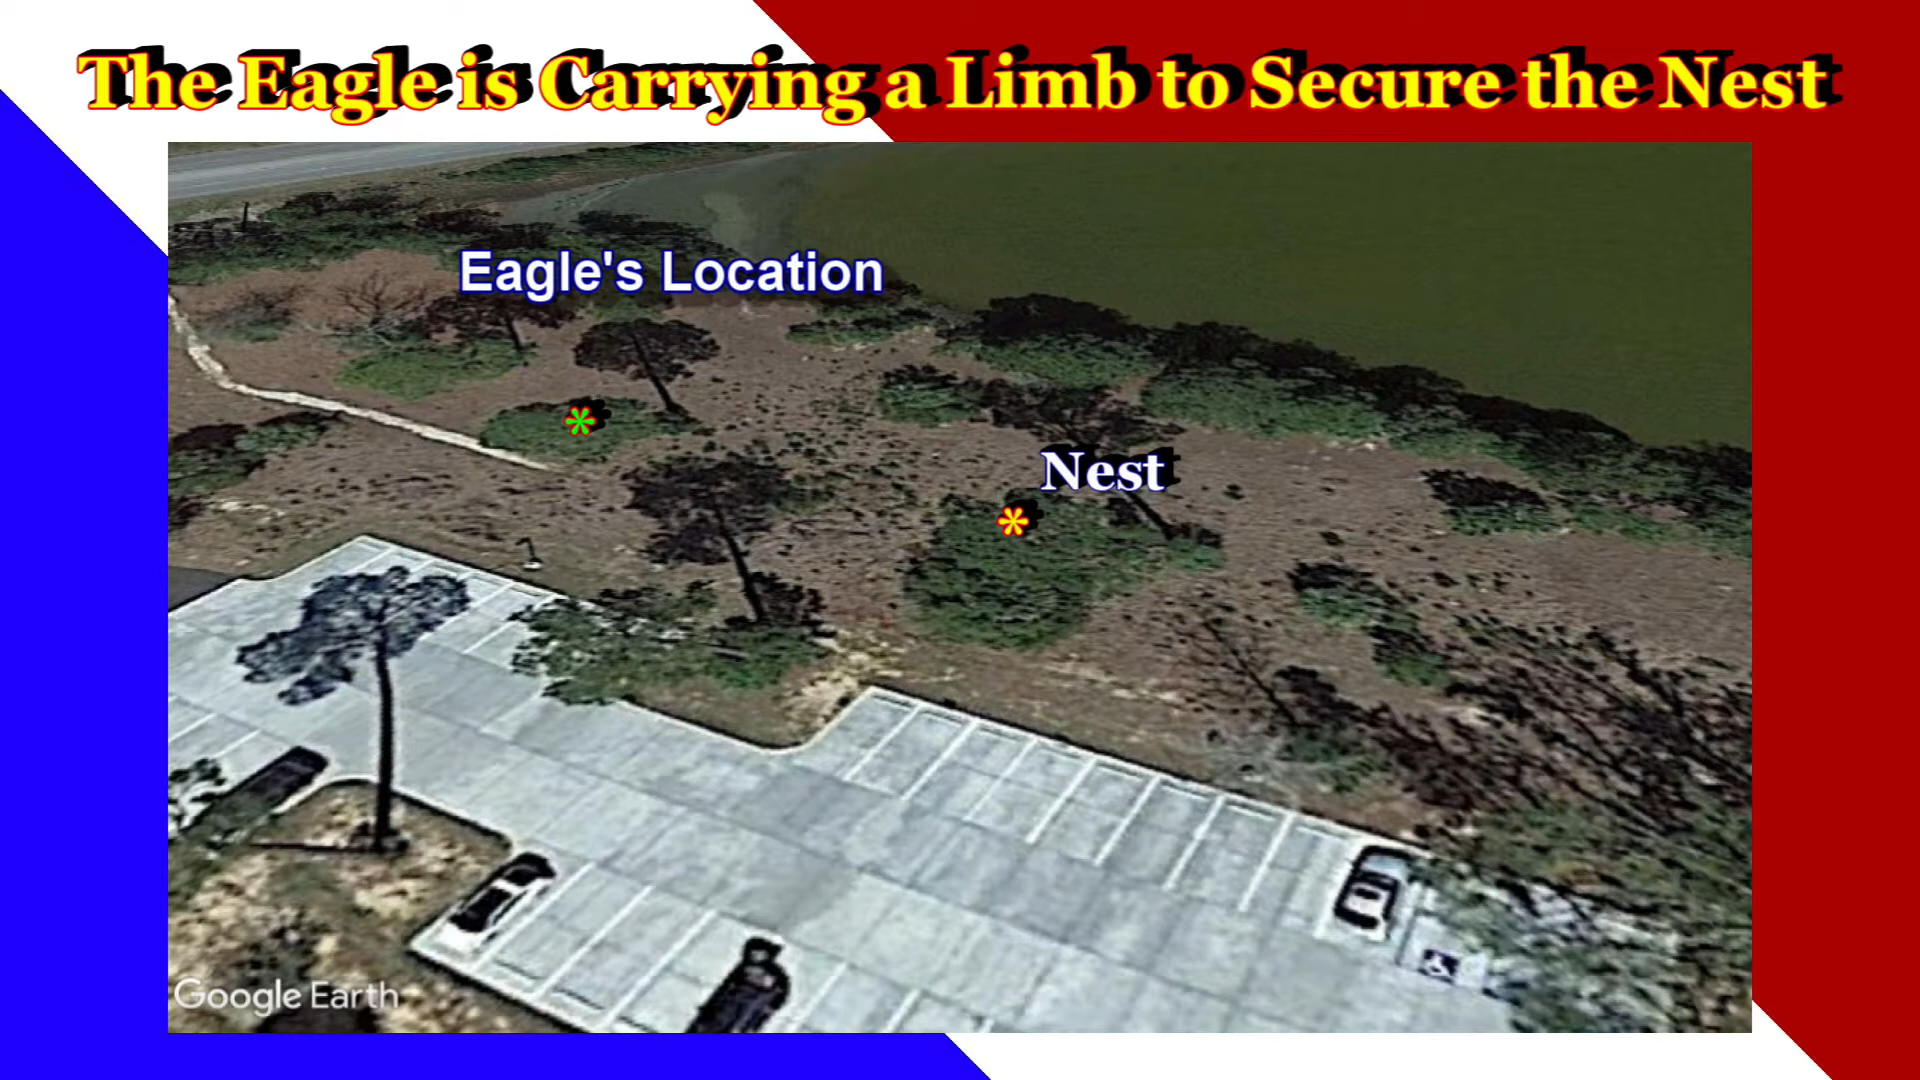 The Eagle is Carrying a Limb to Secure the Nest
Eagle's Location
*
Nest
*
Google Earth